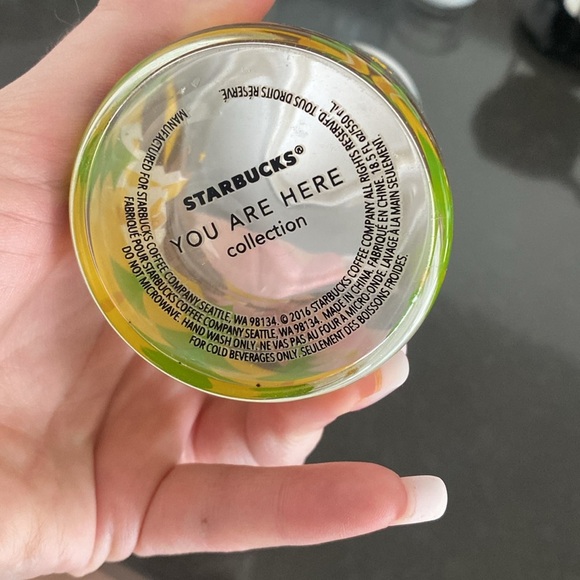 STARBUCKS®
YOU ARE HERE
collection
MANUFACTURED FOR STARBUCKS COFFEE COMPANY SEATTLE, WA 98134. © 2016 STARBUCKS COFFEE COMPANY ALL RIGHTS RESERVED. TOUS DROITS RÉSERVÉ.
FABRIQUÉ POUR STARBUCKS COFFEE COMPANY SEATTLE, WA 98134. MADE IN CHINA. FABRIQUÉ EN CHINE. 18.5 FL oz/550 mL
DO NOT MICROWAVE. HAND WASH ONLY. NE VAS PAS AU FOUR A MICRO ONDE. LAVAGE À LA MAIN SEULEMENT.
FOR COLD BEVERAGES ONLY. SEULEMENT DES BOISSONS FROIDES.